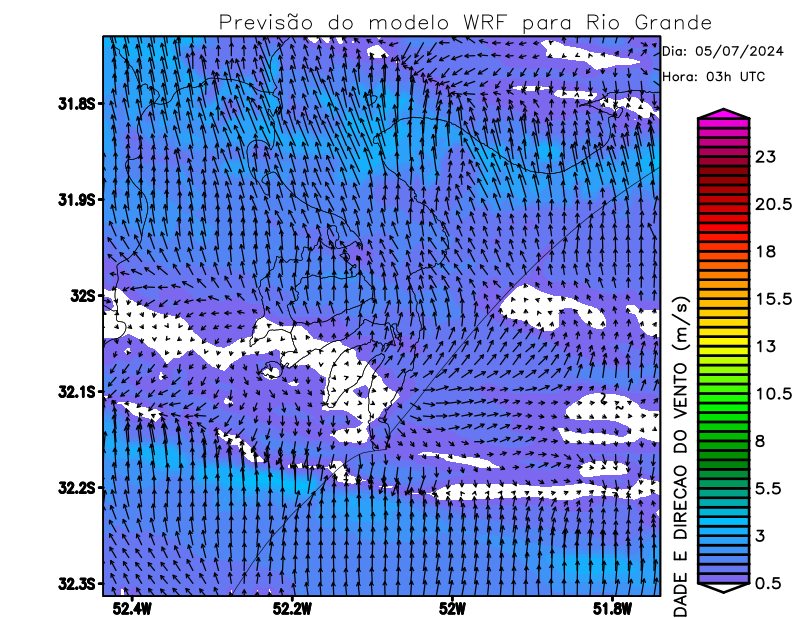 Previsão do modelo WRF para Rio Grande
Dia: 05/07/2024
Hora: 03h UTC
31.8S
31.9S
32S
32.1S
32.2S
32.3S
52.4W
52.2W
52W
51.8W
23
20.5
18
15.5
13
10.5
8
5.5
3
0.5
DADE E DIRECAO DO VENTO (m/s)